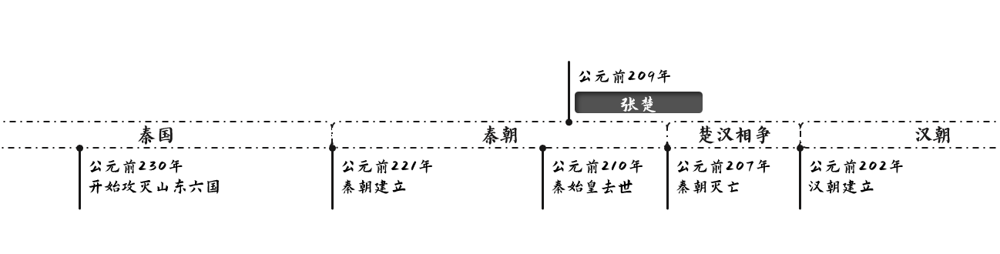 公元前209年
张楚
秦国
秦朝
楚汉相争
汉朝
公元前230年
开始攻灭山东六国
公元前221年
秦朝建立
公元前210年
秦始皇去世
公元前207年
秦朝灭亡
公元前202年
汉朝建立